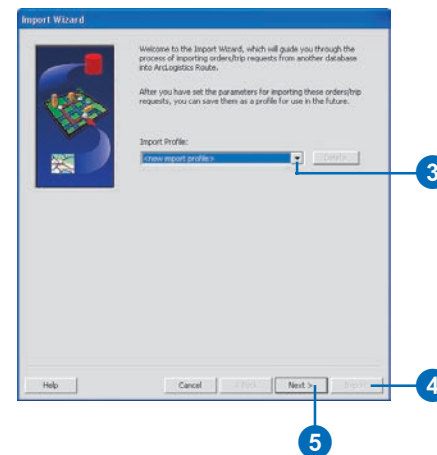 Import Wizard
Welcome to the Import Wizard, which will guide you through the
process of importing orders/trip requests from another database
into ArcLogistics Route.
After you have set the parameters for importing these orders/trip
requests, you can save them as a profile for use in the future.
Import Profile:
<new import profile>
Delete
3
Help
Cancel
< Back
Next >
Import
4
5